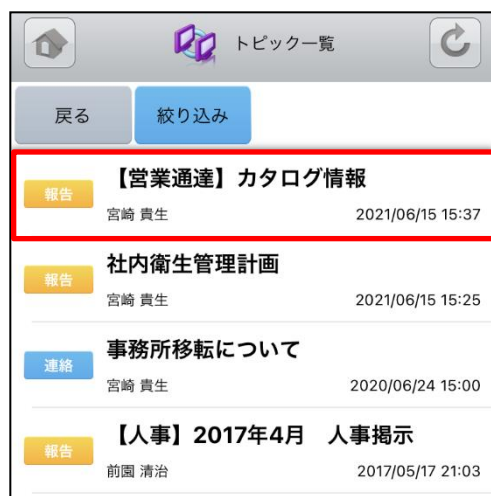 トピック一覧
戻る 絞り込み
【営業通達】カタログ情報
報告
宮崎 貴生 2021/06/15 15:37
社内衛生管理計画
報告
宮崎 貴生 2021/06/15 15:25
事務所移転について
連絡
宮崎 貴生 2020/06/24 15:00
【人事】2017年4月　人事掲示
報告
前園 清治 2017/05/17 21:03